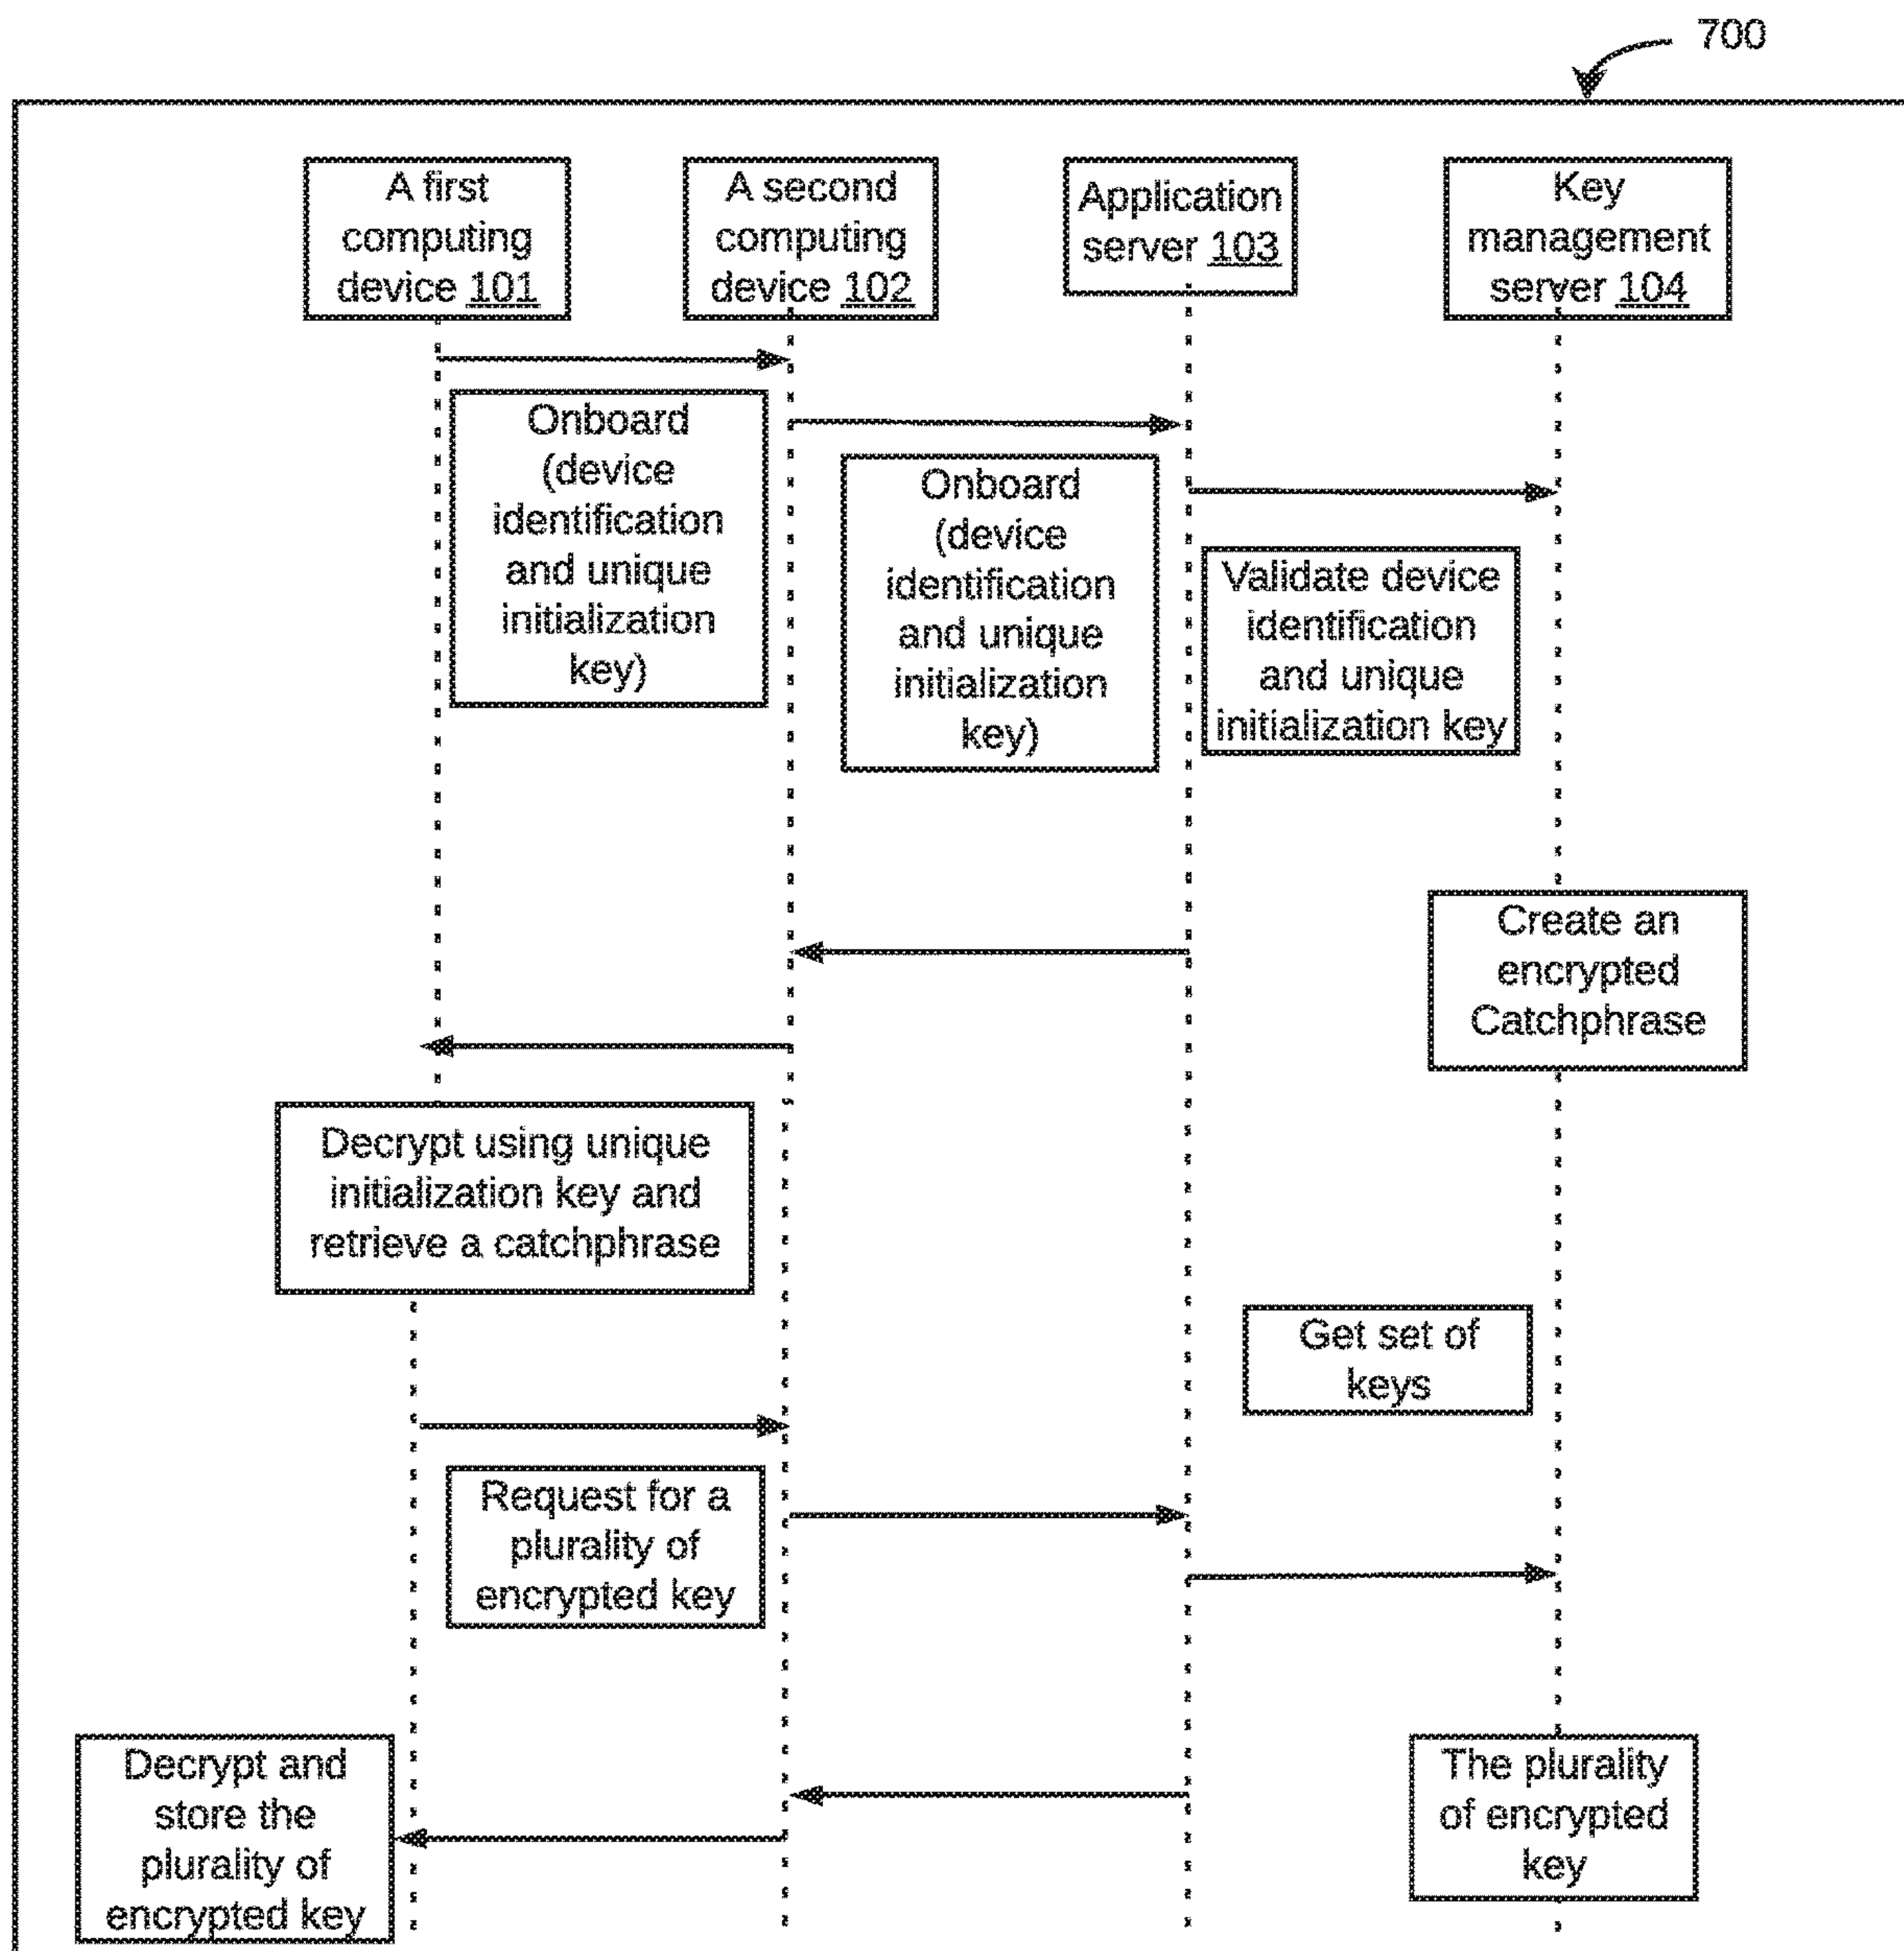 700
A first
computing
device 101
A second
computing
device 102
Application
server 103
Key
management
server 104
Onboard
(device
identification
and unique
initialization
key)
Onboard
(device
identification
and unique
initialization
key)
Validate device
identification
and unique
initialization key
Create an
encrypted
Catchphrase
Decrypt using unique
initialization key and
retrieve a catchphrase
Get set of
keys
Request for a
plurality of
encrypted key
Decrypt and
store the
plurality of
encrypted key
The plurality
of encrypted
key